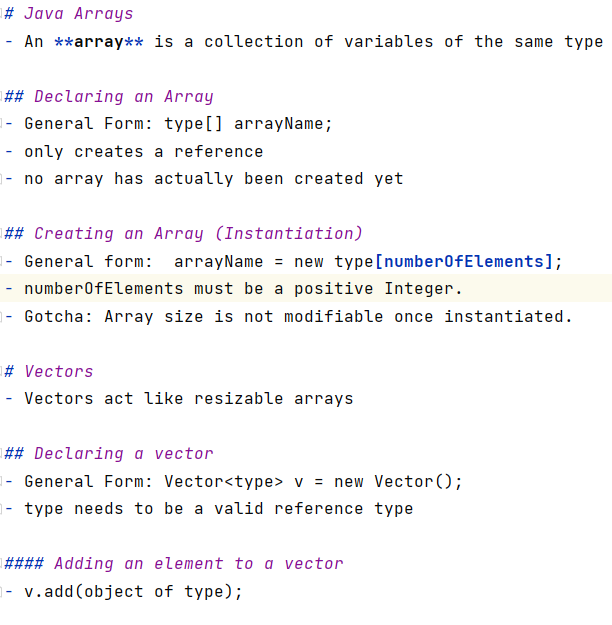 # Java Arrays
- An **array** is a collection of variables of the same type
## Declaring an Array
- General Form: type[] arrayName;
- only creates a reference
- no array has actually been created yet
## Creating an Array (Instantiation)
- General form:  arrayName = new type[numberOfElements];
- numberOfElements must be a positive Integer.
- Gotcha: Array size is not modifiable once instantiated.
# Vectors
- Vectors act like resizable arrays
## Declaring a vector
- General Form: Vector<type> v = new Vector();
- type needs to be a valid reference type
#### Adding an element to a vector
- v.add(object of type);